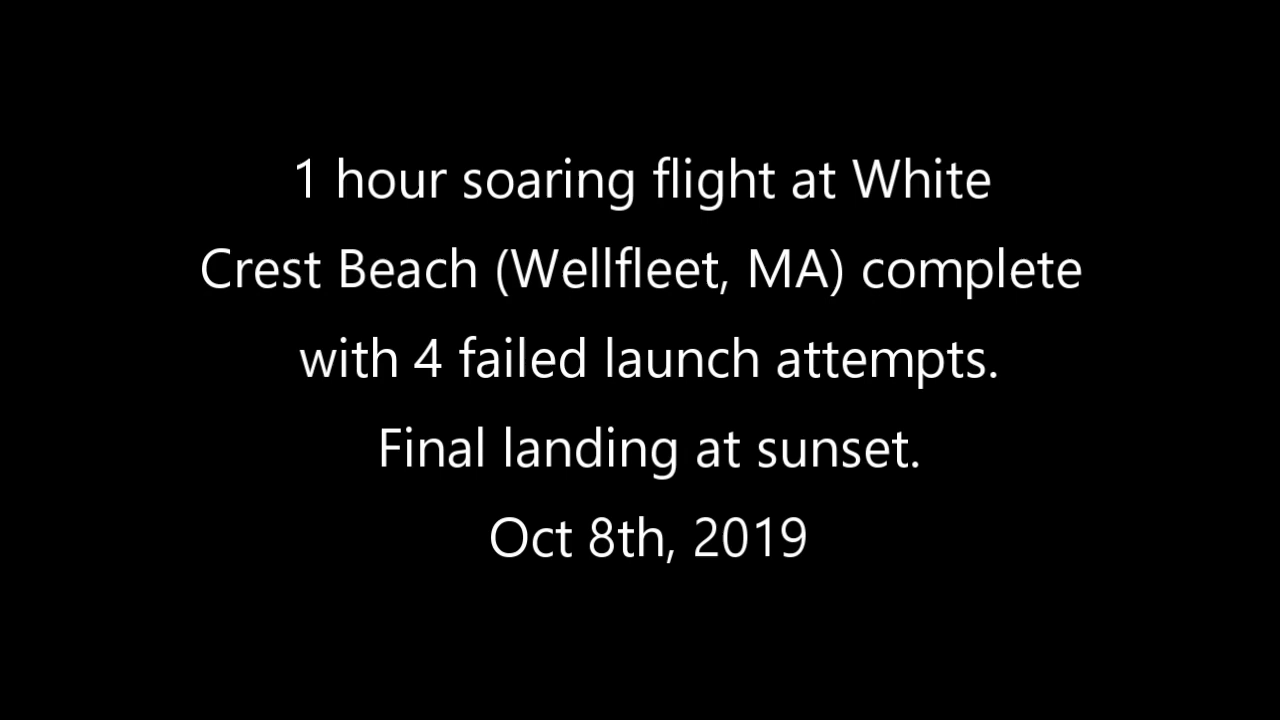 1 hour soaring flight at White
Crest Beach (Wellfleet, MA) complete
with 4 failed launch attempts.
Final landing at sunset.
Oct 8th, 2019